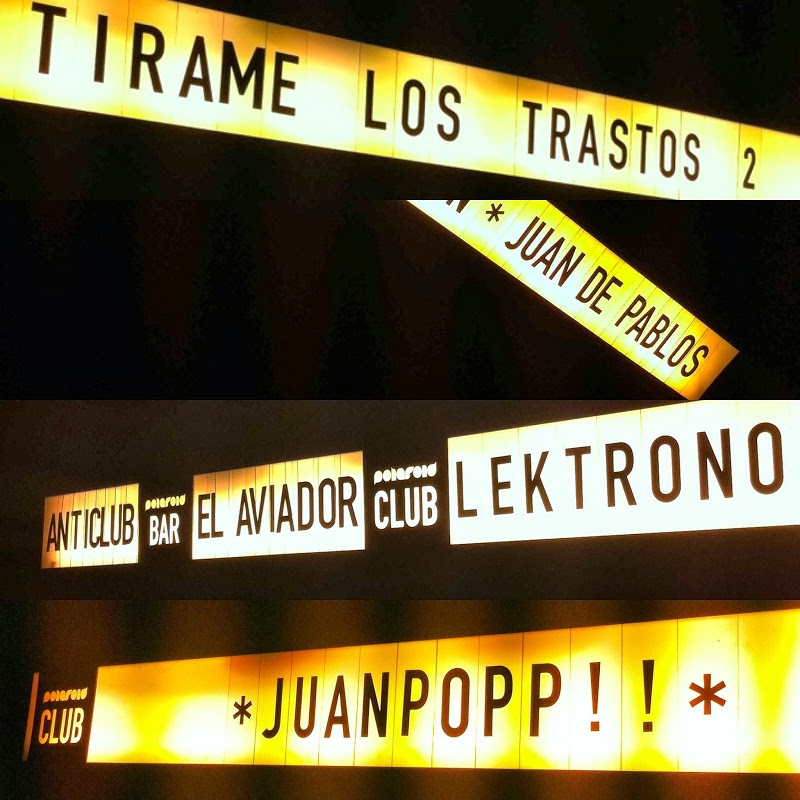 TIRAME LOS TRASTOS 2
* JUAN DE PABLOS
ANTICLUB polaroid BAR EL AVIADOR polaroid CLUB LEKTRONO
polaroid CLUB *JUANPOPP!!*